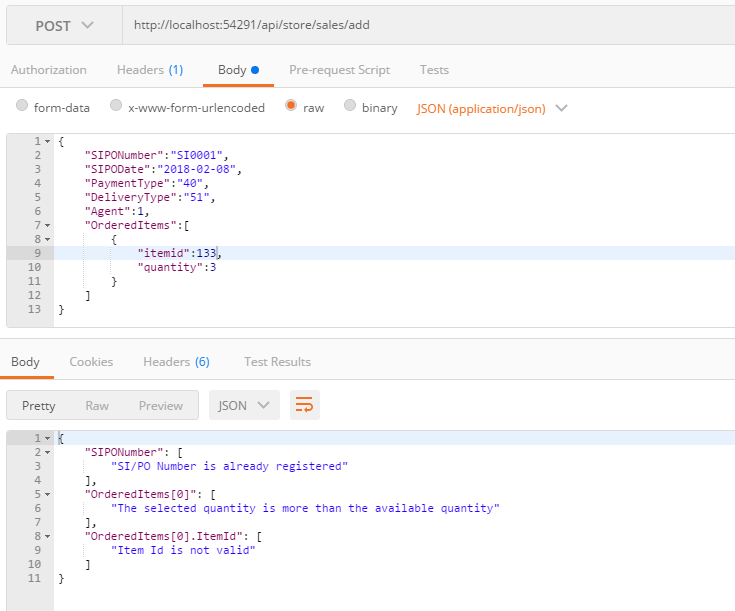 POST http://localhost:54291/api/store/sales/add
Authorization Headers (1) Body Pre-request Script Tests
form-data x-www-form-urlencoded raw binary JSON (application/json)
1 {
2 "SIPONumber":"SI0001",
3 "SIPODate":"2018-02-08",
4 "PaymentType":"40",
5 "DeliveryType":"51",
6 "Agent":1,
7 "OrderedItems":[
8 {
9 "itemid":133,
10 "quantity":3
11 }
12 ]
13 }
Body Cookies Headers (6) Test Results
Pretty Raw Preview JSON
1 {
2 "SIPONumber": [
3 "SI/PO Number is already registered"
4 ],
5 "OrderedItems[0]": [
6 "The selected quantity is more than the available quantity"
7 ],
8 "OrderedItems[0].ItemId": [
9 "Item Id is not valid"
10 ]
11 }